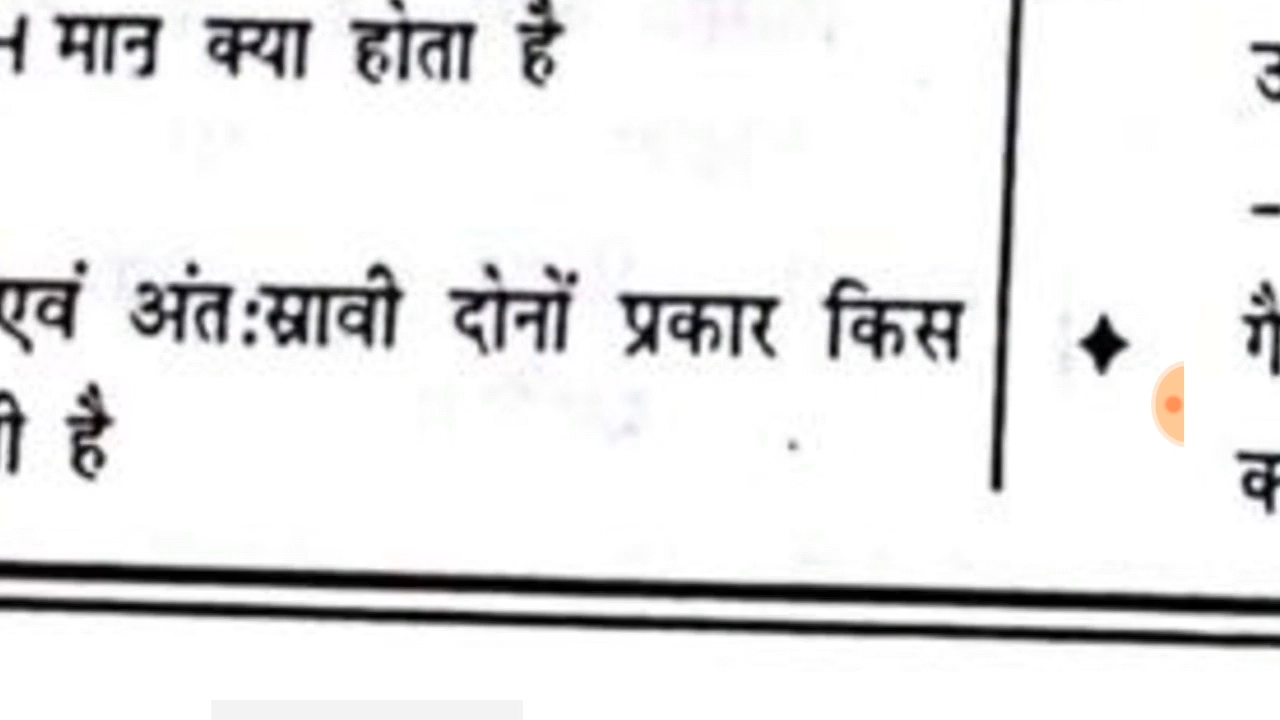 मान क्या होता है
एवं अंत:स्रावी दोनों प्रकार किस
है